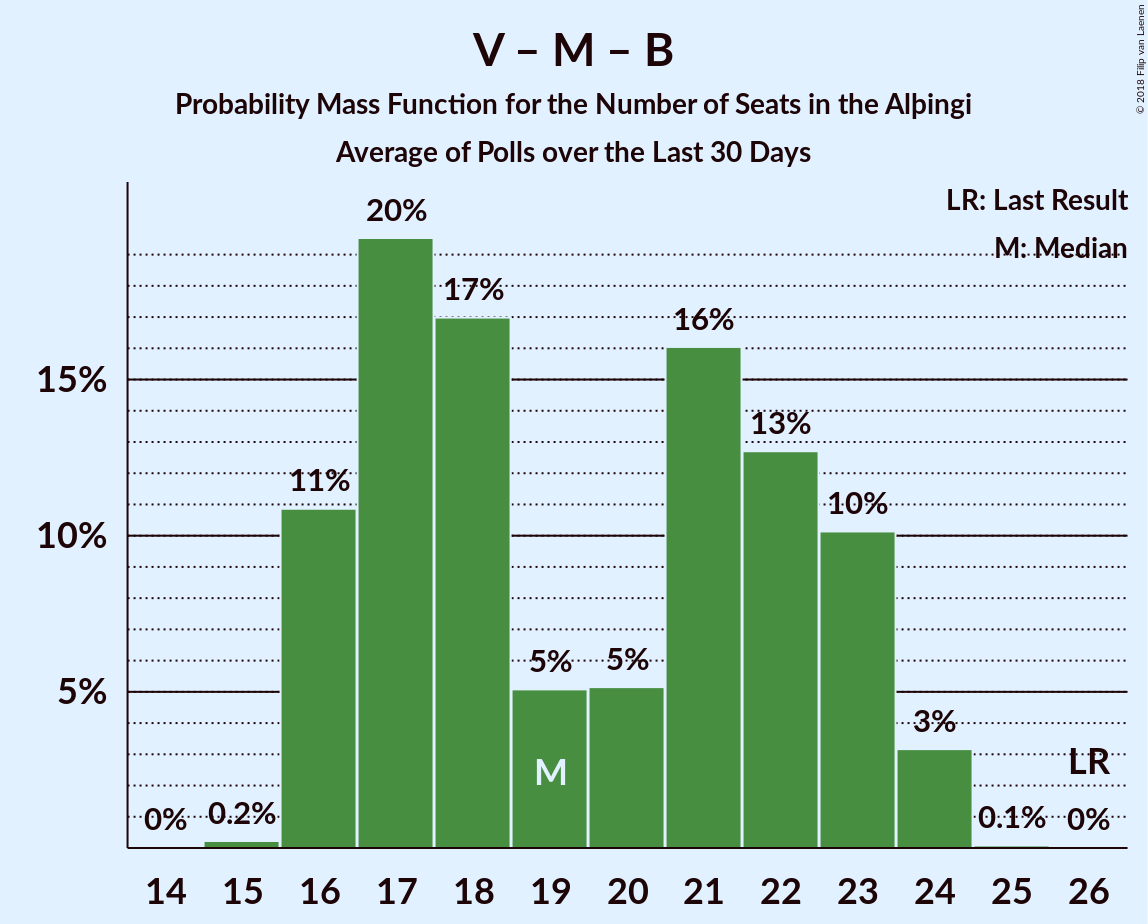 V – M – B
Probability Mass Function for the Number of Seats in the Alþingi
Average of Polls over the Last 30 Days
© 2018 Filip van Laenen
LR: Last Result
M: Median
20%
17%
16%
15%
13%
11%
10%
10%
5%
5%
5%
3%
M
LR
0%
0.2%
0.1%
0%
14 15 16 17 18 19 20 21 22 23 24 25 26